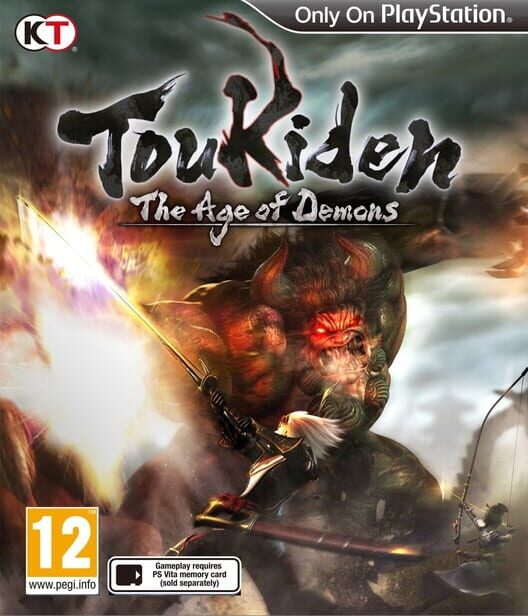 KT
Only On PlayStation®
Toukiden
The Age of Demons
12
www.pegi.info
Gameplay requires
PS Vita memory card
(sold separately)